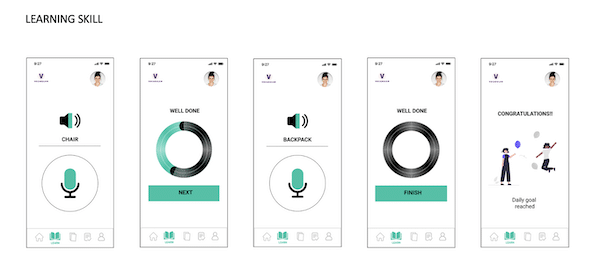 LEARNING SKILL
9:27
V
CHAIR
LEARN
9:27
V
WELL DONE
NEXT
LEARN
9:27
V
BACKPACK
LEARN
9:27
V
WELL DONE
FINISH
LEARN
9:27
V
CONGRATULATIONS!!
Daily goal
reached
LEARN